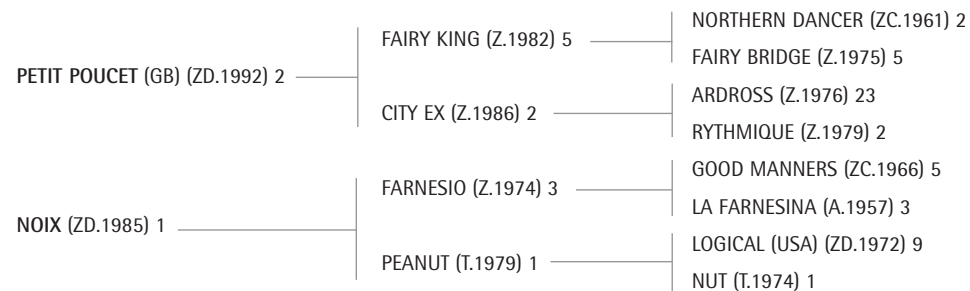 NORTHERN DANCER (ZC.1961) 2
FAIRY KING (Z.1982) 5
FAIRY BRIDGE (Z.1975) 5
PETIT POUCET (GB) (ZD.1992) 2
ARDROSS (Z.1976) 23
CITY EX (Z.1986) 2
RYTHMIQUE (Z.1979) 2
GOOD MANNERS (ZC.1966) 5
FARNESIO (Z.1974) 3
LA FARNESINA (A.1957) 3
NOIX (ZD.1985) 1
LOGICAL (USA) (ZD.1972) 9
PEANUT (T.1979) 1
NUT (T.1974) 1